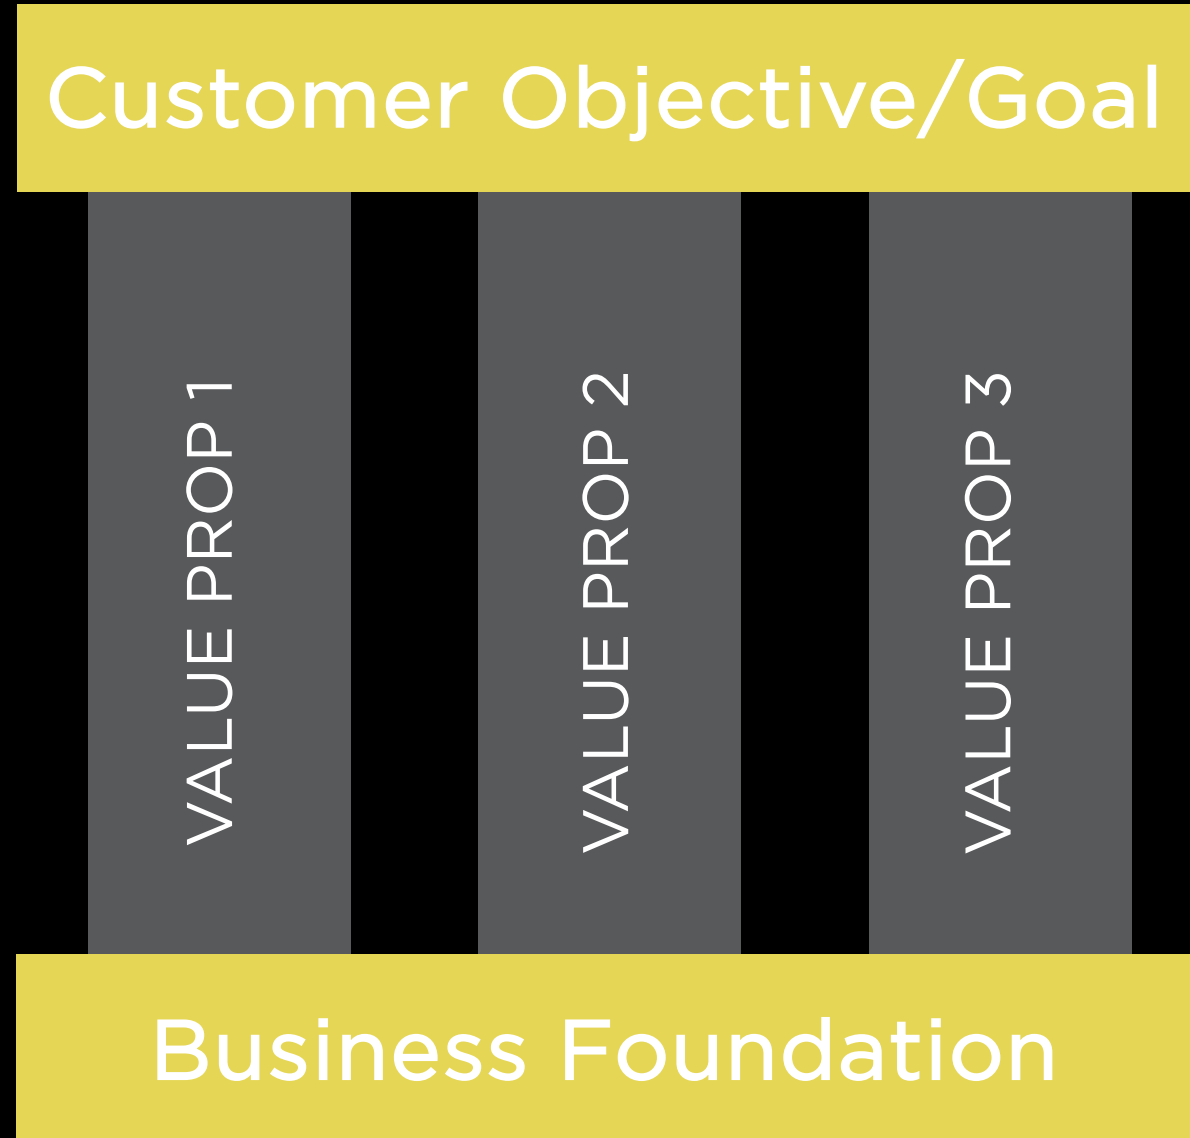 Customer Objective/Goal
VALUE PROP 1
VALUE PROP 2
VALUE PROP 3
Business Foundation